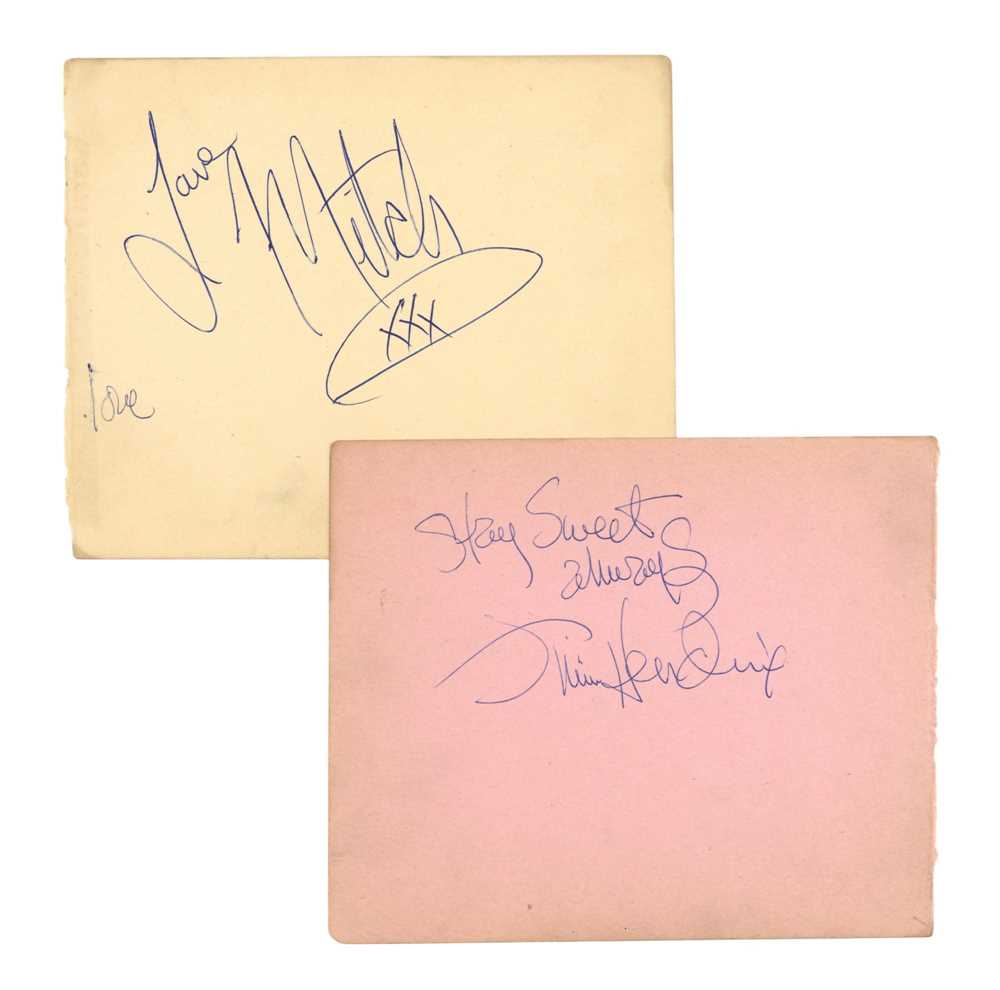 Love
Mitch
xxx
love
Stay Sweet
always
Jimi Hendrix